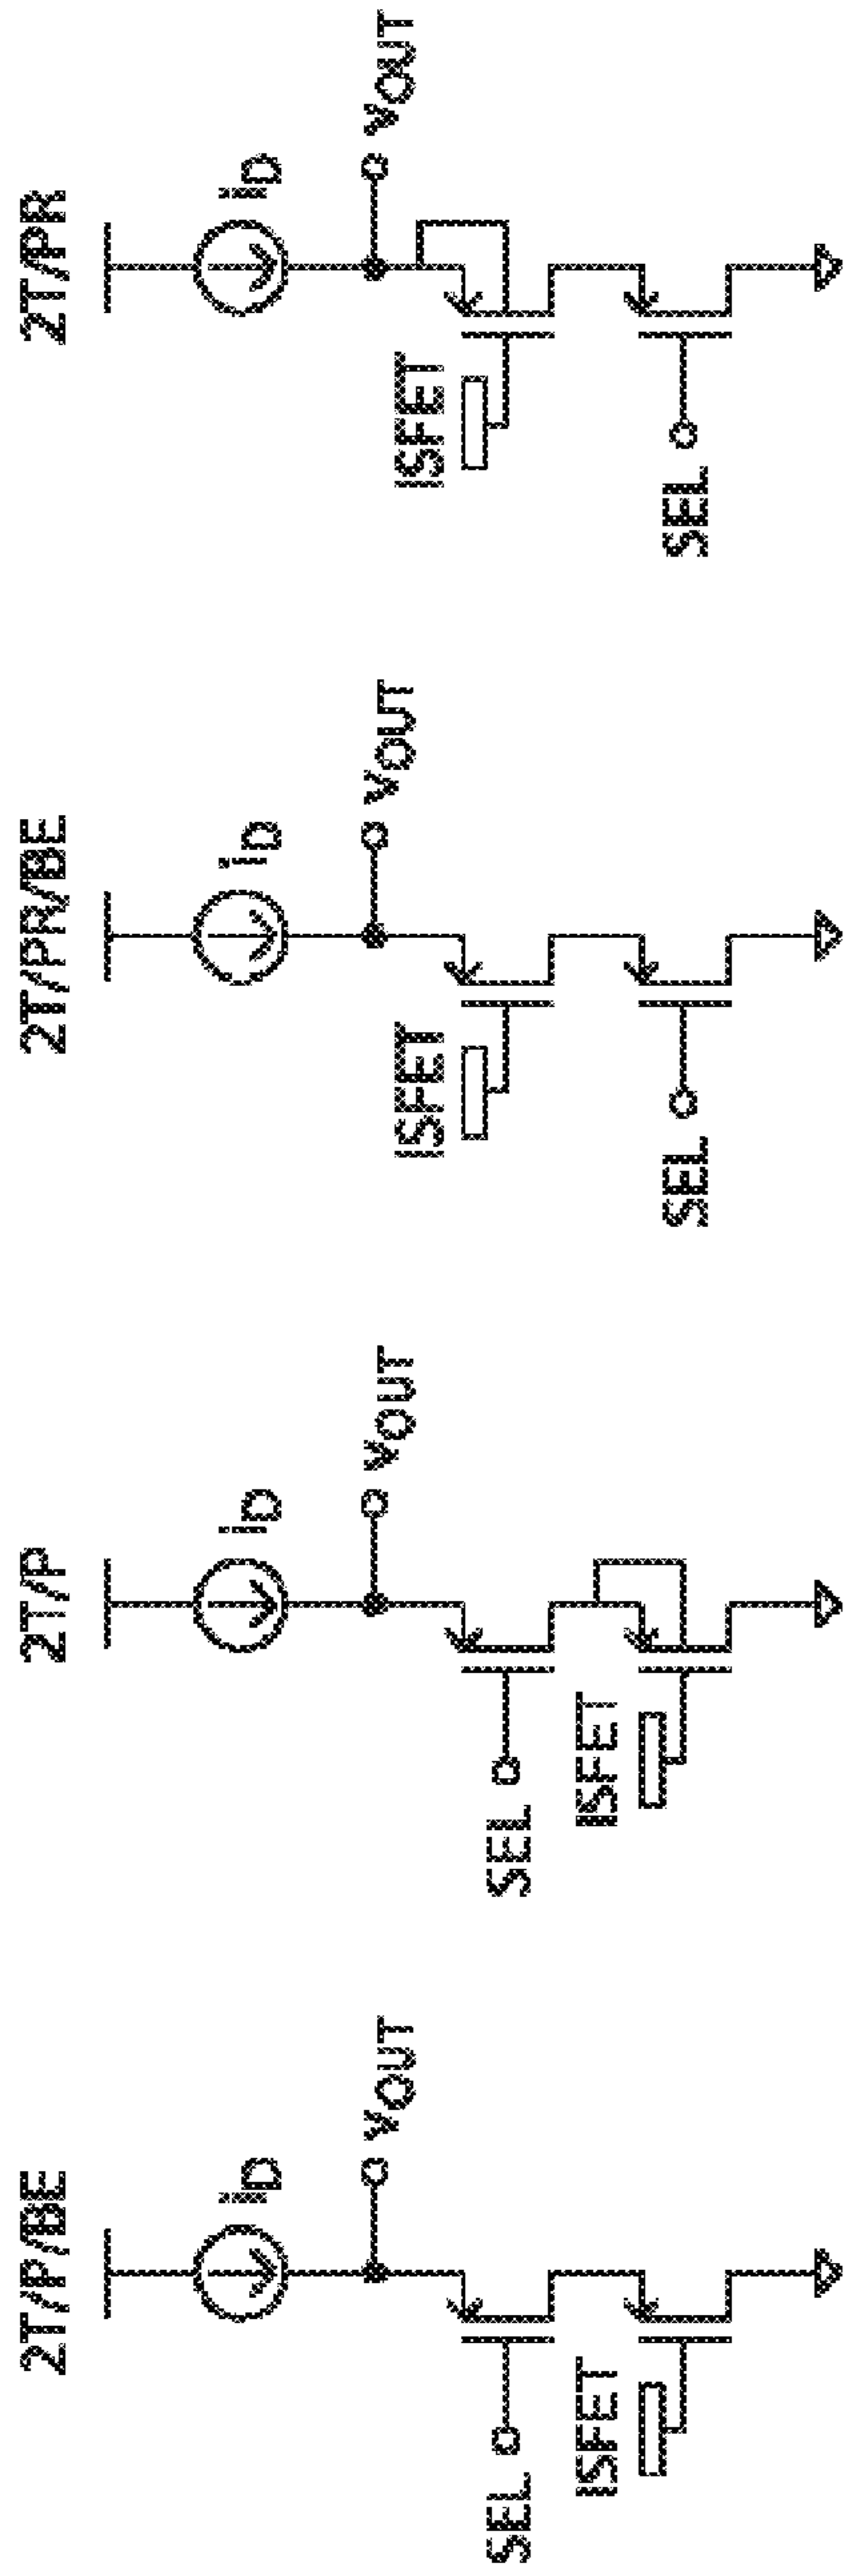 2T/P/BE
iD
vOUT
SEL
ISFET
2T/P
iD
vOUT
SEL
ISFET
2T/PR/BE
iD
vOUT
ISFET
SEL
2T/PR
iD
vOUT
ISFET
SEL